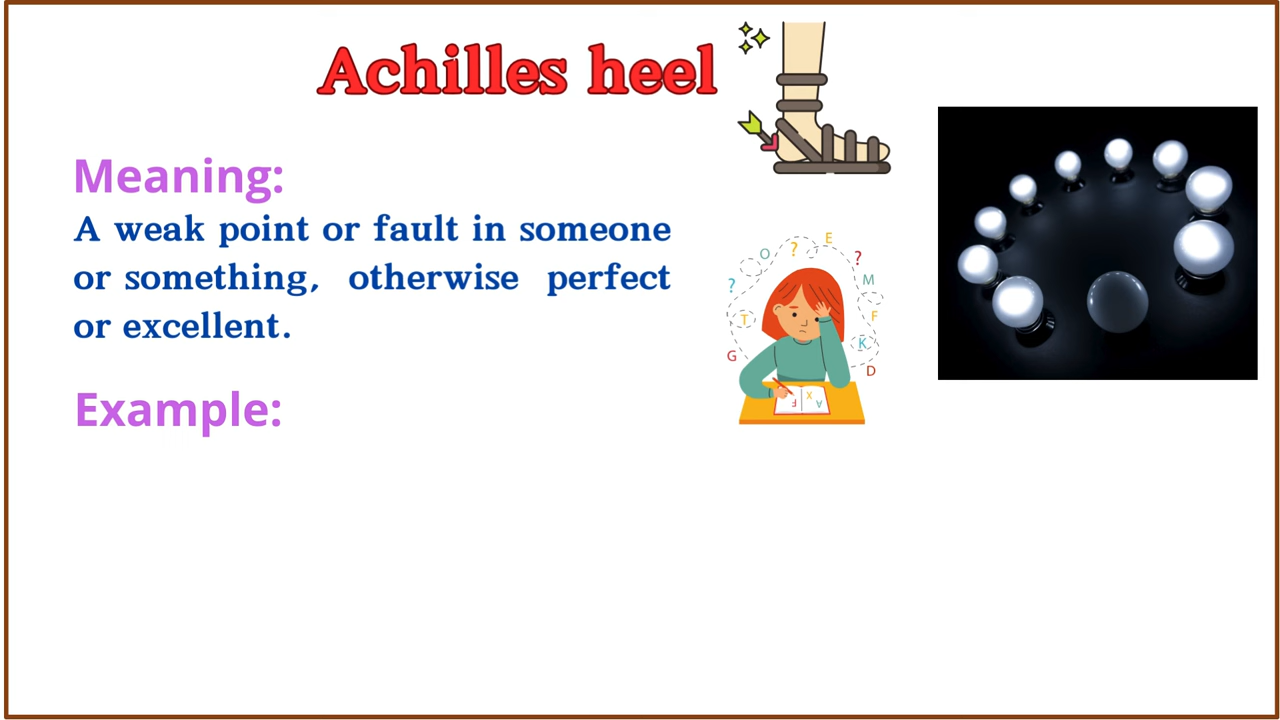 Achilles heel
Meaning:
A weak point or fault in someone
or something, otherwise perfect
or excellent.
Example:
O ? E ?
? M
T F
G K
D
F X A